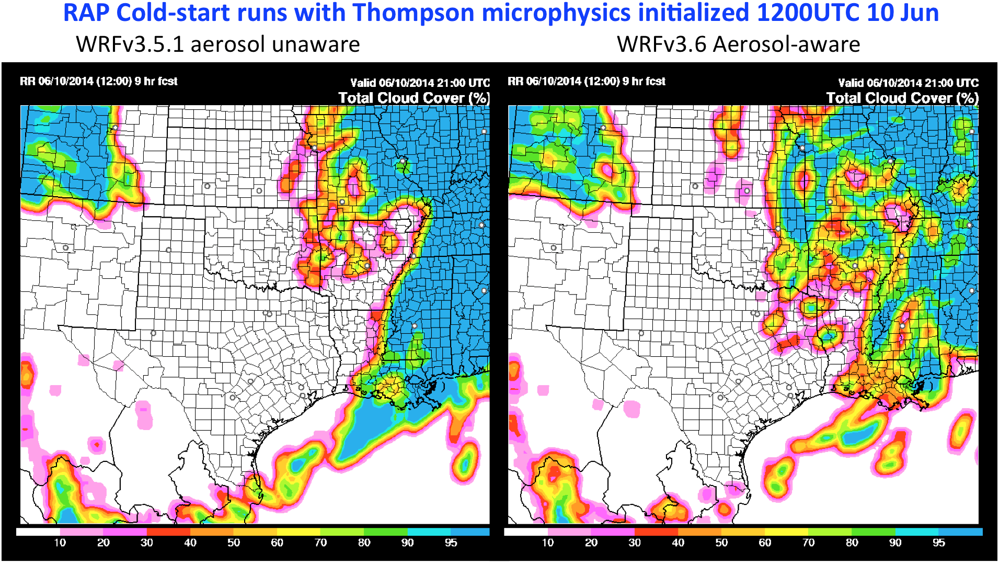 RAP Cold-start runs with Thompson microphysics initialized 1200UTC 10 Jun
WRFv3.5.1 aerosol unaware
WRFv3.6 Aerosol-aware
RR 06/10/2014 (12:00) 9 hr fcst
Valid 06/10/2014 21:00 UTC
Total Cloud Cover (%)
RR 06/10/2014 (12:00) 9 hr fcst
Valid 06/10/2014 21:00 UTC
Total Cloud Cover (%)
10 20 30 40 50 60 70 80 90 95
10 20 30 40 50 60 70 80 90 95